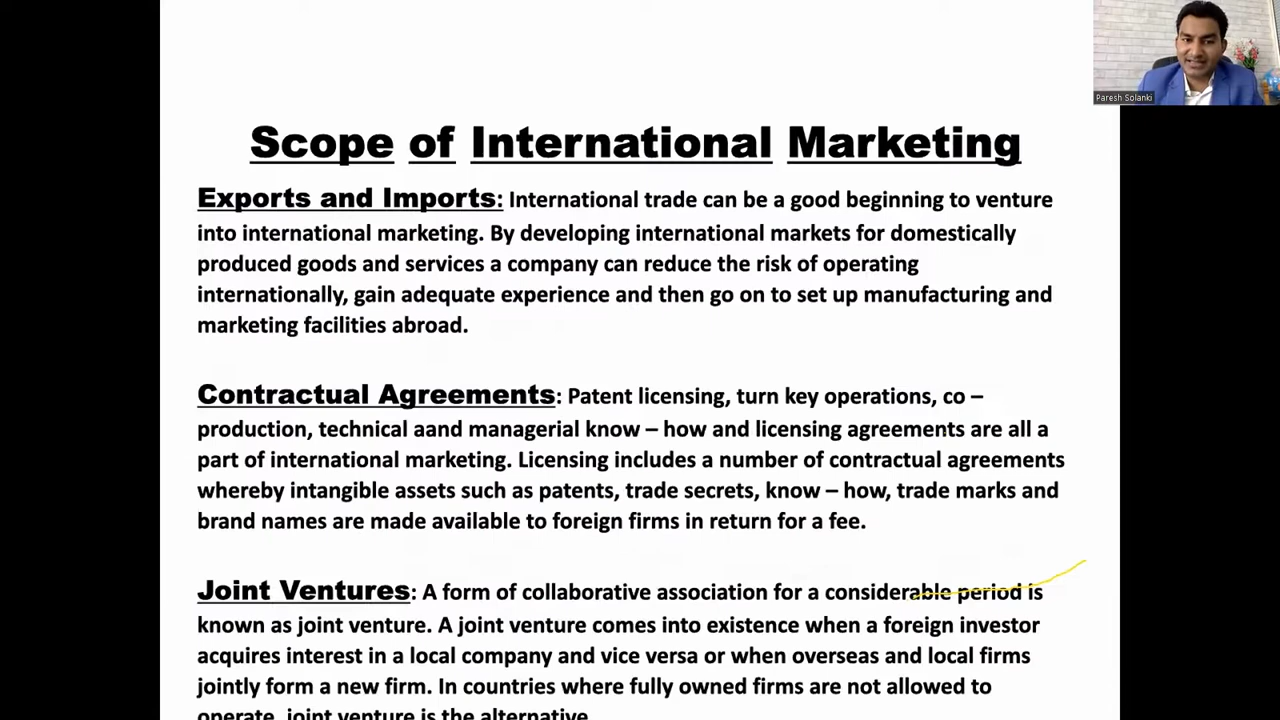 Paresh Solanki
Scope of International Marketing
Exports and Imports: International trade can be a good beginning to venture
into international marketing. By developing international markets for domestically
produced goods and services a company can reduce the risk of operating
internationally, gain adequate experience and then go on to set up manufacturing and
marketing facilities abroad.
Contractual Agreements: Patent licensing, turn key operations, co –
production, technical aand managerial know – how and licensing agreements are all a
part of international marketing. Licensing includes a number of contractual agreements
whereby intangible assets such as patents, trade secrets, know – how, trade marks and
brand names are made available to foreign firms in return for a fee.
Joint Ventures: A form of collaborative association for a considerable period is
known as joint venture. A joint venture comes into existence when a foreign investor
acquires interest in a local company and vice versa or when overseas and local firms
jointly form a new firm. In countries where fully owned firms are not allowed to
operate, joint venture is the alternative.